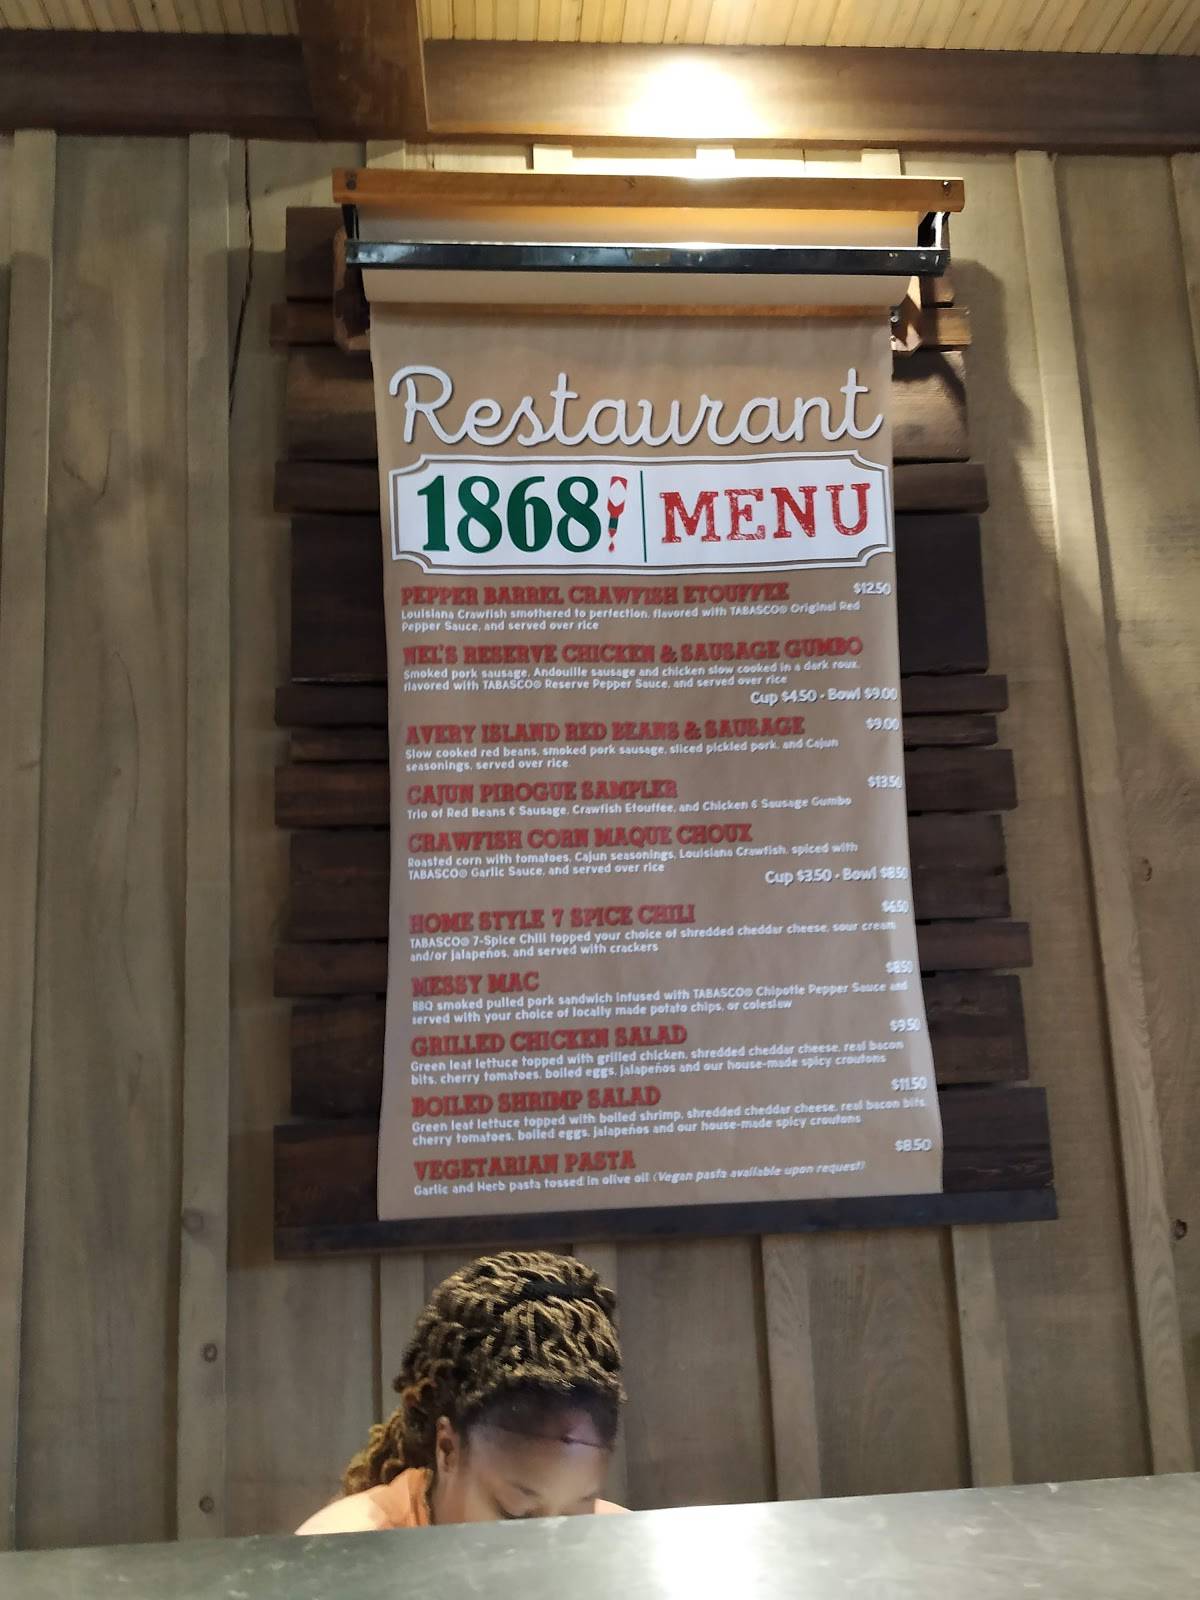 Restaurant
1868 MENU
PEPPER BARREL CRAWFISH ETOUFFEE $12.50
Louisiana Crawfish smothered to perfection, flavored with TABASCO® Original Red
Pepper Sauce, and served over rice
NEL'S RESERVE CHICKEN & SAUSAGE GUMBO
Smoked pork sausage, Andouille sausage and chicken slow cooked in a dark roux,
flavored with TABASCO® Reserve Pepper Sauce, and served over rice
Cup $4.50 - Bowl $9.00
AVERY ISLAND RED BEANS & SAUSAGE $9.00
Slow cooked red beans, smoked pork sausage, sliced pickled pork, and Cajun
seasonings, served over rice
CAJUN PIROGUE SAMPLER $13.50
Trio of Red Beans & Sausage, Crawfish Etouffee, and Chicken & Sausage Gumbo
CRAWFISH CORN MAQUE CHOUX
Roasted corn with tomatoes, Cajun seasonings, Louisiana Crawfish, spiced with
TABASCO® Garlic Sauce, and served over rice
Cup $3.50 - Bowl $8.50
HOME STYLE 7 SPICE CHILI $6.50
TABASCO® 7-Spice Chili topped your choice of shredded cheddar cheese, sour cream
and/or jalapeños, and served with crackers
MESSY MAC $8.50
BBQ smoked pulled pork sandwich infused with TABASCO® Chipotle Pepper Sauce and
served with your choice of locally made potato chips, or coleslaw
GRILLED CHICKEN SALAD $9.50
Green leaf lettuce topped with grilled chicken, shredded cheddar cheese, real bacon
bits, cherry tomatoes, boiled eggs, jalapeños and our house-made spicy croutons
BOILED SHRIMP SALAD $11.50
Green leaf lettuce topped with boiled shrimp, shredded cheddar cheese, real bacon bits,
cherry tomatoes, boiled eggs, jalapeños and our house-made spicy croutons
VEGETARIAN PASTA $8.50
Garlic and Herb pasta tossed in olive oil (Vegan pasta available upon request)